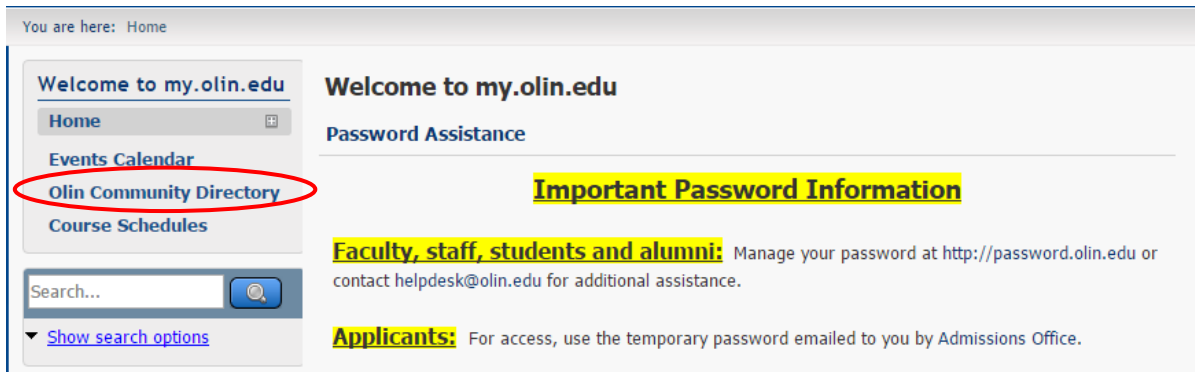 You are here: Home
Welcome to my.olin.edu
Home
Events Calendar
Olin Community Directory
Course Schedules
Search...
Show search options
Welcome to my.olin.edu
Password Assistance
Important Password Information
Faculty, staff, students and alumni: Manage your password at http://password.olin.edu or
contact helpdesk@olin.edu for additional assistance.
Applicants: For access, use the temporary password emailed to you by Admissions Office.